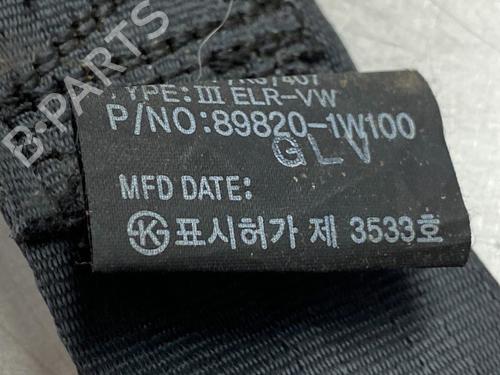 TYPE: III ELR-VW
P/NO:89820-1W100
GLV
MFD DATE:
K 표시허가 제 3533호
B-PARTS